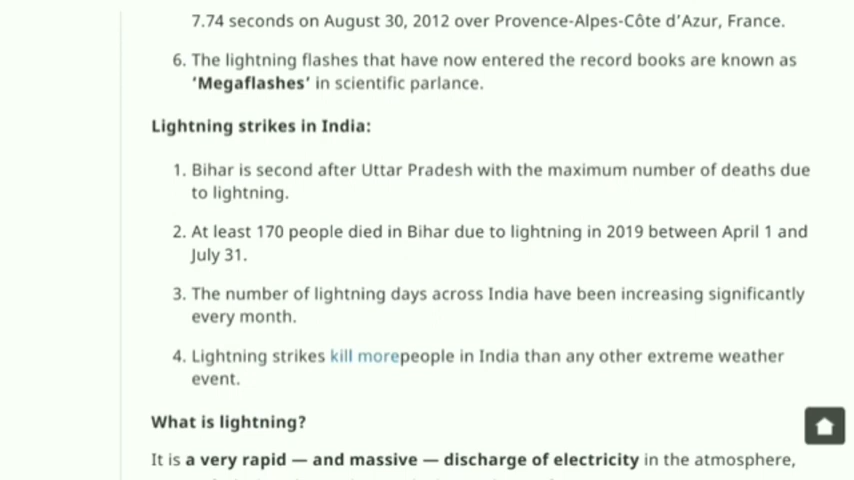 7.74 seconds on August 30, 2012 over Provence-Alpes-Côte d’Azur, France.
6. The lightning flashes that have now entered the record books are known as
‘Megaflashes’ in scientific parlance.
Lightning strikes in India:
1. Bihar is second after Uttar Pradesh with the maximum number of deaths due
to lightning.
2. At least 170 people died in Bihar due to lightning in 2019 between April 1 and
July 31.
3. The number of lightning days across India have been increasing significantly
every month.
4. Lightning strikes kill morepeople in India than any other extreme weather
event.
What is lightning?
It is a very rapid — and massive — discharge of electricity in the atmosphere,